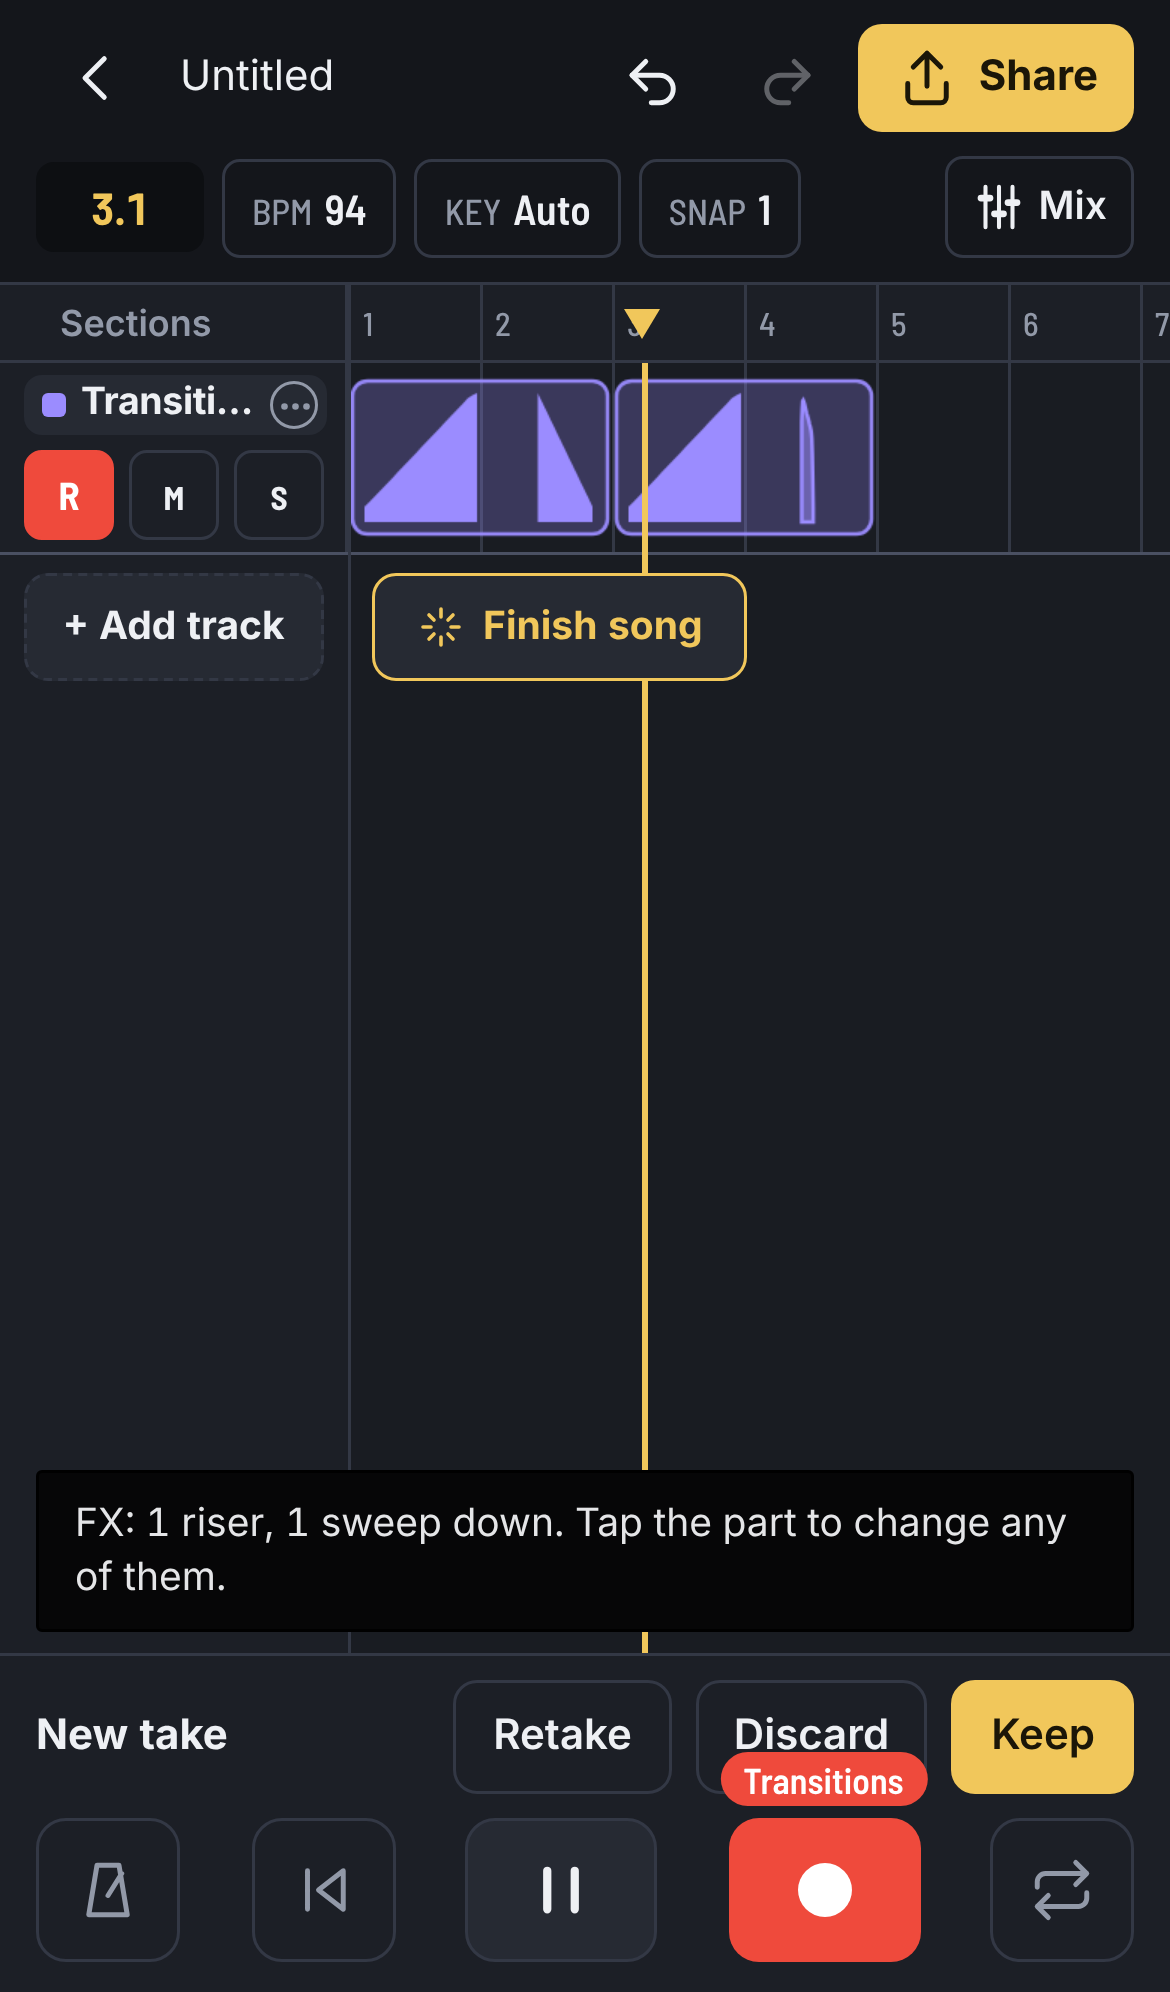 Untitled
Share
3.1
BPM 94
KEY Auto
SNAP 1
Mix
Sections
1
2
3
4
5
6
7
Transiti...
R
M
S
+ Add track
Finish song
FX: 1 riser, 1 sweep down. Tap the part to change any
of them.
New take
Retake
Discard
Keep
Transitions